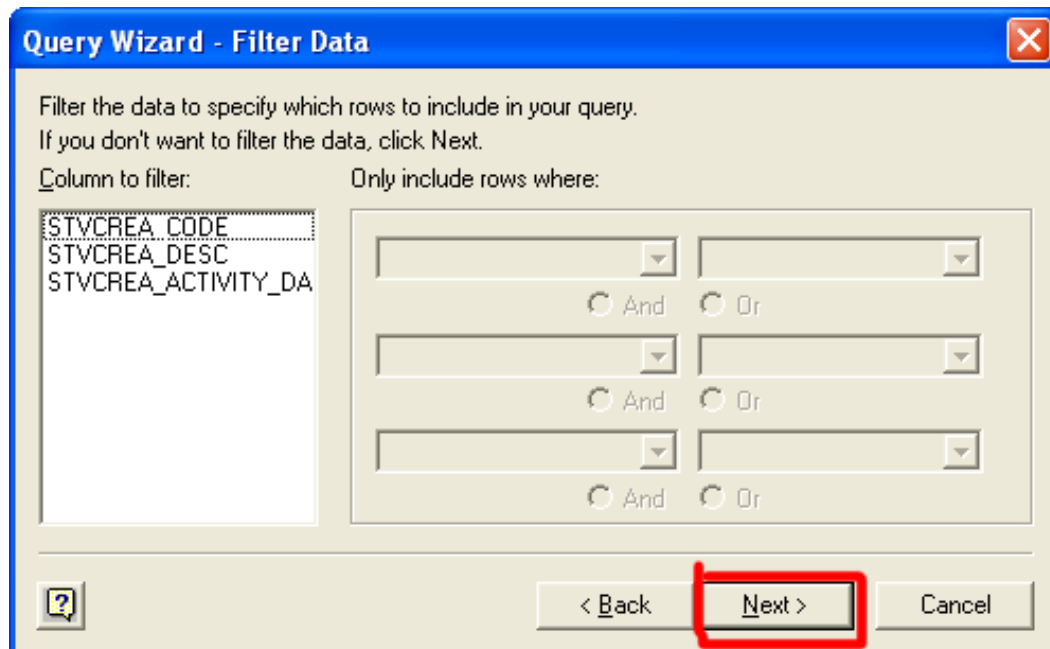 Query Wizard - Filter Data
Filter the data to specify which rows to include in your query.
If you don't want to filter the data, click Next.
Column to filter:
Only include rows where:
STVCREA_CODE
STVCREA_DESC
STVCREA_ACTIVITY_DA
And Or
And Or
And Or
?
< Back
Next >
Cancel